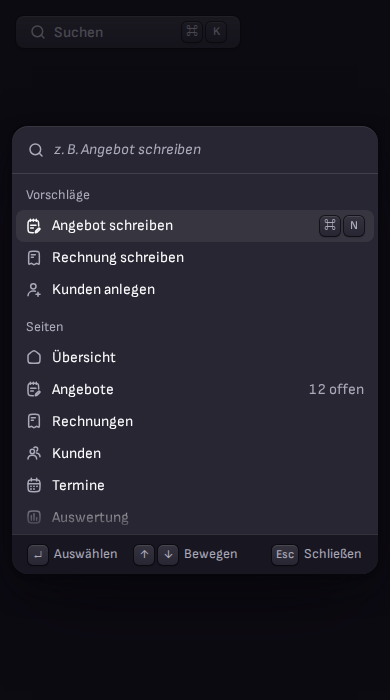 Suchen ⌘ K
z. B. Angebot schreiben
Vorschläge
Angebot schreiben ⌘ N
Rechnung schreiben
Kunden anlegen
Seiten
Übersicht
Angebote 12 offen
Rechnungen
Kunden
Termine
Auswertung
↵ Auswählen ↑ ↓ Bewegen Esc Schließen